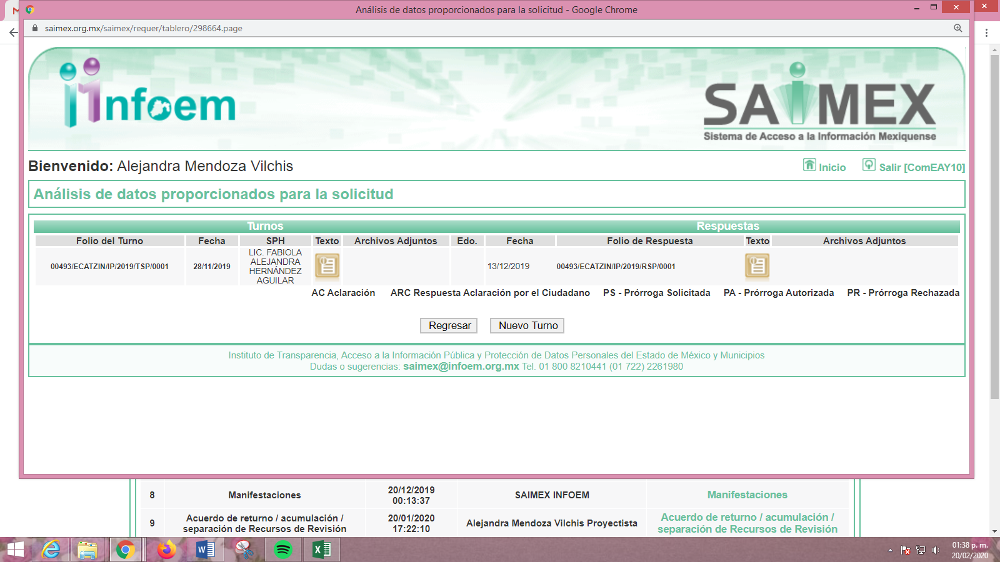 Análisis de datos proporcionados para la solicitud - Google Chrome
saimex.org.mx/saimex/requer/tablero/298664.page
infoem
SAIMEX
Sistema de Acceso a la Información Mexiquense
Bienvenido: Alejandra Mendoza Vilchis
Inicio Salir [ComEAY10]
Análisis de datos proporcionados para la solicitud
Turnos Respuestas
Folio del Turno Fecha SPH Texto Archivos Adjuntos Edo. Fecha Folio de Respuesta Texto Archivos Adjuntos
00493/ECATZIN/IP/2019/TSP/0001 28/11/2019 LIC. FABIOLA
ALEJANDRA
HERNÁNDEZ
AGUILAR
13/12/2019 00493/ECATZIN/IP/2019/RSP/0001
AC Aclaración ARC Respuesta Aclaración por el Ciudadano PS - Prórroga Solicitada PA - Prórroga Autorizada PR - Prórroga Rechazada
Regresar Nuevo Turno
Instituto de Transparencia, Acceso a la Información Pública y Protección de Datos Personales del Estado de México y Municipios
Dudas o sugerencias: saimex@infoem.org.mx Tel. 01 800 8210441 (01 722) 2261980
8 Manifestaciones 20/12/2019
00:13:37 SAIMEX INFOEM Manifestaciones
9 Acuerdo de returno / acumulación /
separación de Recursos de Revisión 20/01/2020
17:22:10 Alejandra Mendoza Vilchis Proyectista Acuerdo de returno / acumulación /
separación de Recursos de Revisión
01:38 p. m.
20/02/2020